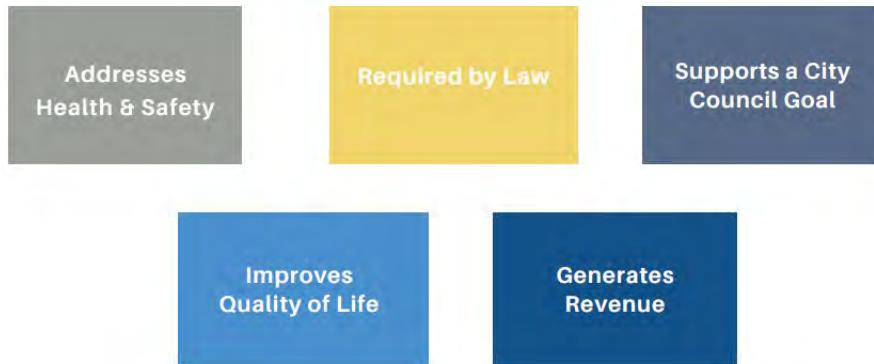 Addresses
Health & Safety
Required by Law
Supports a City
Council Goal
Improves
Quality of Life
Generates
Revenue